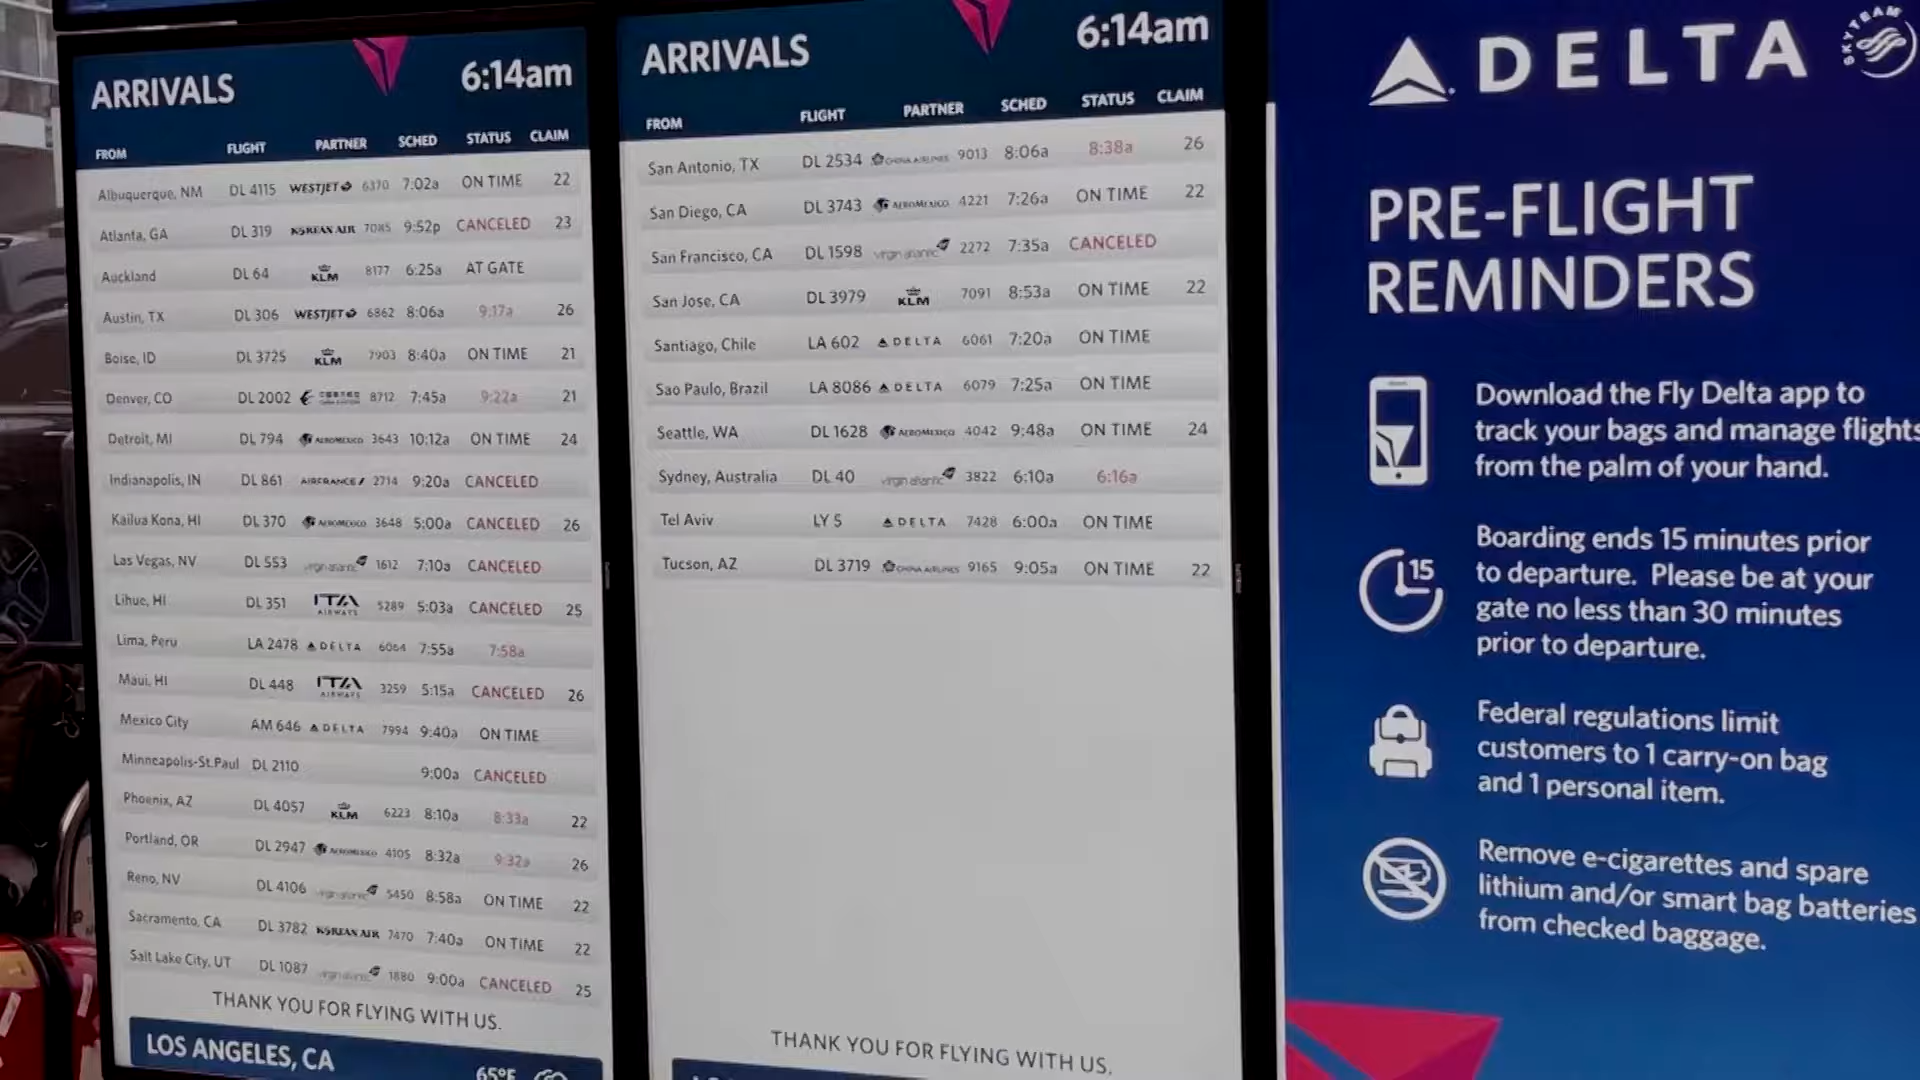 ARRIVALS 6:14am
FROM FLIGHT PARTNER SCHED STATUS CLAIM
Albuquerque, NM DL 4115 WESTJET 6370 7:02a ON TIME 22
Atlanta, GA DL 319 KOREAN AIR 7085 9:52p CANCELED 23
Auckland DL 64 KLM 8177 6:25a AT GATE
Austin, TX DL 306 WESTJET 6862 8:06a 9:17a 26
Boise, ID DL 3725 KLM 7903 8:40a ON TIME 21
Denver, CO DL 2002 8712 7:45a 9:22a 21
Detroit, MI DL 794 AEROMEXICO 3643 10:12a ON TIME 24
Indianapolis, IN DL 861 AIRFRANCE 2714 9:20a CANCELED
Kailua Kona, HI DL 370 AEROMEXICO 3648 5:00a CANCELED 26
Las Vegas, NV DL 553 virgin atlantic 1612 7:10a CANCELED
Lihue, HI DL 351 ITA AIRWAYS 5289 5:03a CANCELED 25
Lima, Peru LA 2478 DELTA 6064 7:55a 7:58a
Maui, HI DL 448 ITA AIRWAYS 3259 5:15a CANCELED 26
Mexico City AM 646 DELTA 7994 9:40a ON TIME
Minneapolis-St.Paul DL 2110 9:00a CANCELED
Phoenix, AZ DL 4057 KLM 6223 8:10a 8:33a 22
Portland, OR DL 2947 AEROMEXICO 4105 8:32a 9:32a 26
Reno, NV DL 4106 virgin atlantic 5450 8:58a ON TIME 22
Sacramento, CA DL 3782 KOREAN AIR 7470 7:40a ON TIME 22
Salt Lake City, UT DL 1087 virgin atlantic 1880 9:00a CANCELED 25
THANK YOU FOR FLYING WITH US.
LOS ANGELES, CA 65°F
ARRIVALS 6:14am
FROM FLIGHT PARTNER SCHED STATUS CLAIM
San Antonio, TX DL 2534 CHINA AIRLINES 9013 8:06a 8:38a 26
San Diego, CA DL 3743 AEROMEXICO 4221 7:26a ON TIME 22
San Francisco, CA DL 1598 virgin atlantic 2272 7:35a CANCELED
San Jose, CA DL 3979 KLM 7091 8:53a ON TIME 22
Santiago, Chile LA 602 DELTA 6061 7:20a ON TIME
Sao Paulo, Brazil LA 8086 DELTA 6079 7:25a ON TIME
Seattle, WA DL 1628 AEROMEXICO 4042 9:48a ON TIME 24
Sydney, Australia DL 40 virgin atlantic 3822 6:10a 6:16a
Tel Aviv LY 5 DELTA 7428 6:00a ON TIME
Tucson, AZ DL 3719 CHINA AIRLINES 9165 9:05a ON TIME 22
THANK YOU FOR FLYING WITH US.
DELTA SKYTEAM
PRE-FLIGHT
REMINDERS
Download the Fly Delta app to
track your bags and manage flights
from the palm of your hand.
15
Boarding ends 15 minutes prior
to departure. Please be at your
gate no less than 30 minutes
prior to departure.
Federal regulations limit
customers to 1 carry-on bag
and 1 personal item.
Remove e-cigarettes and spare
lithium and/or smart bag batteries
from checked baggage.